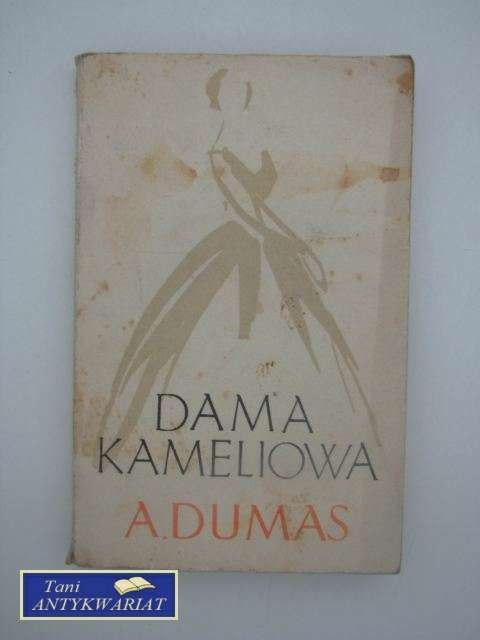 DAMA
KAMELIOWA
A. DUMAS
Tani
ANTYKWARIAT